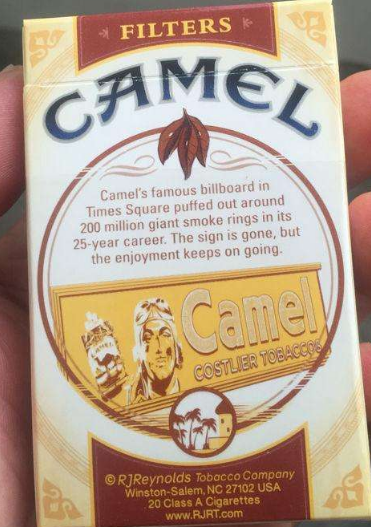 FILTERS
CAMEL
Camel's famous billboard in
Times Square puffed out around
200 million giant smoke rings in its
25-year career. The sign is gone, but
the enjoyment keeps on going.
Camel
COSTLIER TOBACCOS
© RJReynolds Tobacco Company
Winston-Salem, NC 27102 USA
20 Class A Cigarettes
www.RJRT.com